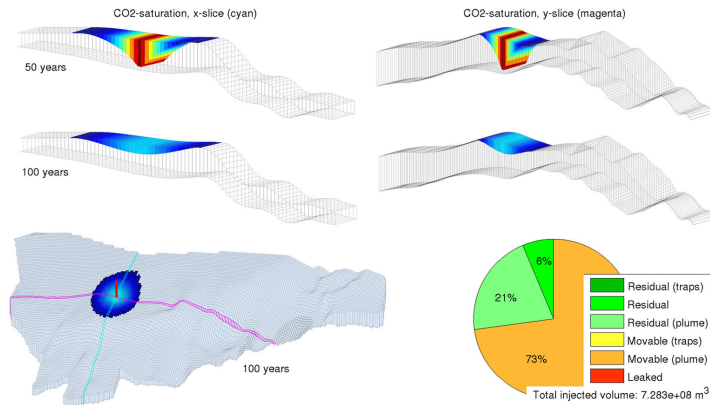 CO2-saturation, x-slice (cyan)
CO2-saturation, y-slice (magenta)
50 years
100 years
100 years
6%
21%
73%
Residual (traps)
Residual
Residual (plume)
Movable (traps)
Movable (plume)
Leaked
Total injected volume: 7.283e+08 m³